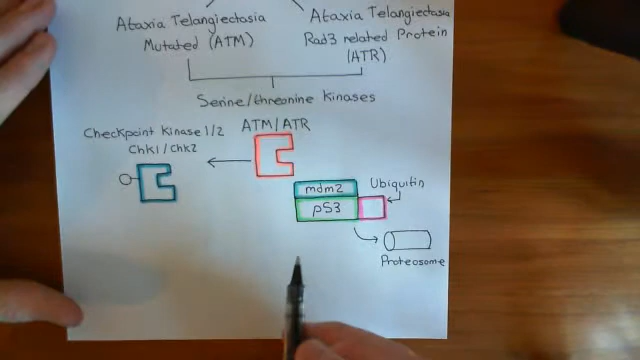 Ataxia Telangiectasia
Mutated (ATM)
Ataxia Telangiectasia
Rad3 related Protein
(ATR)
Serine/threonine Kinases
Checkpoint Kinase 1/2
Chk1/Chk2
ATM/ATR
mdm2
p53
Ubiquitin
Proteosome